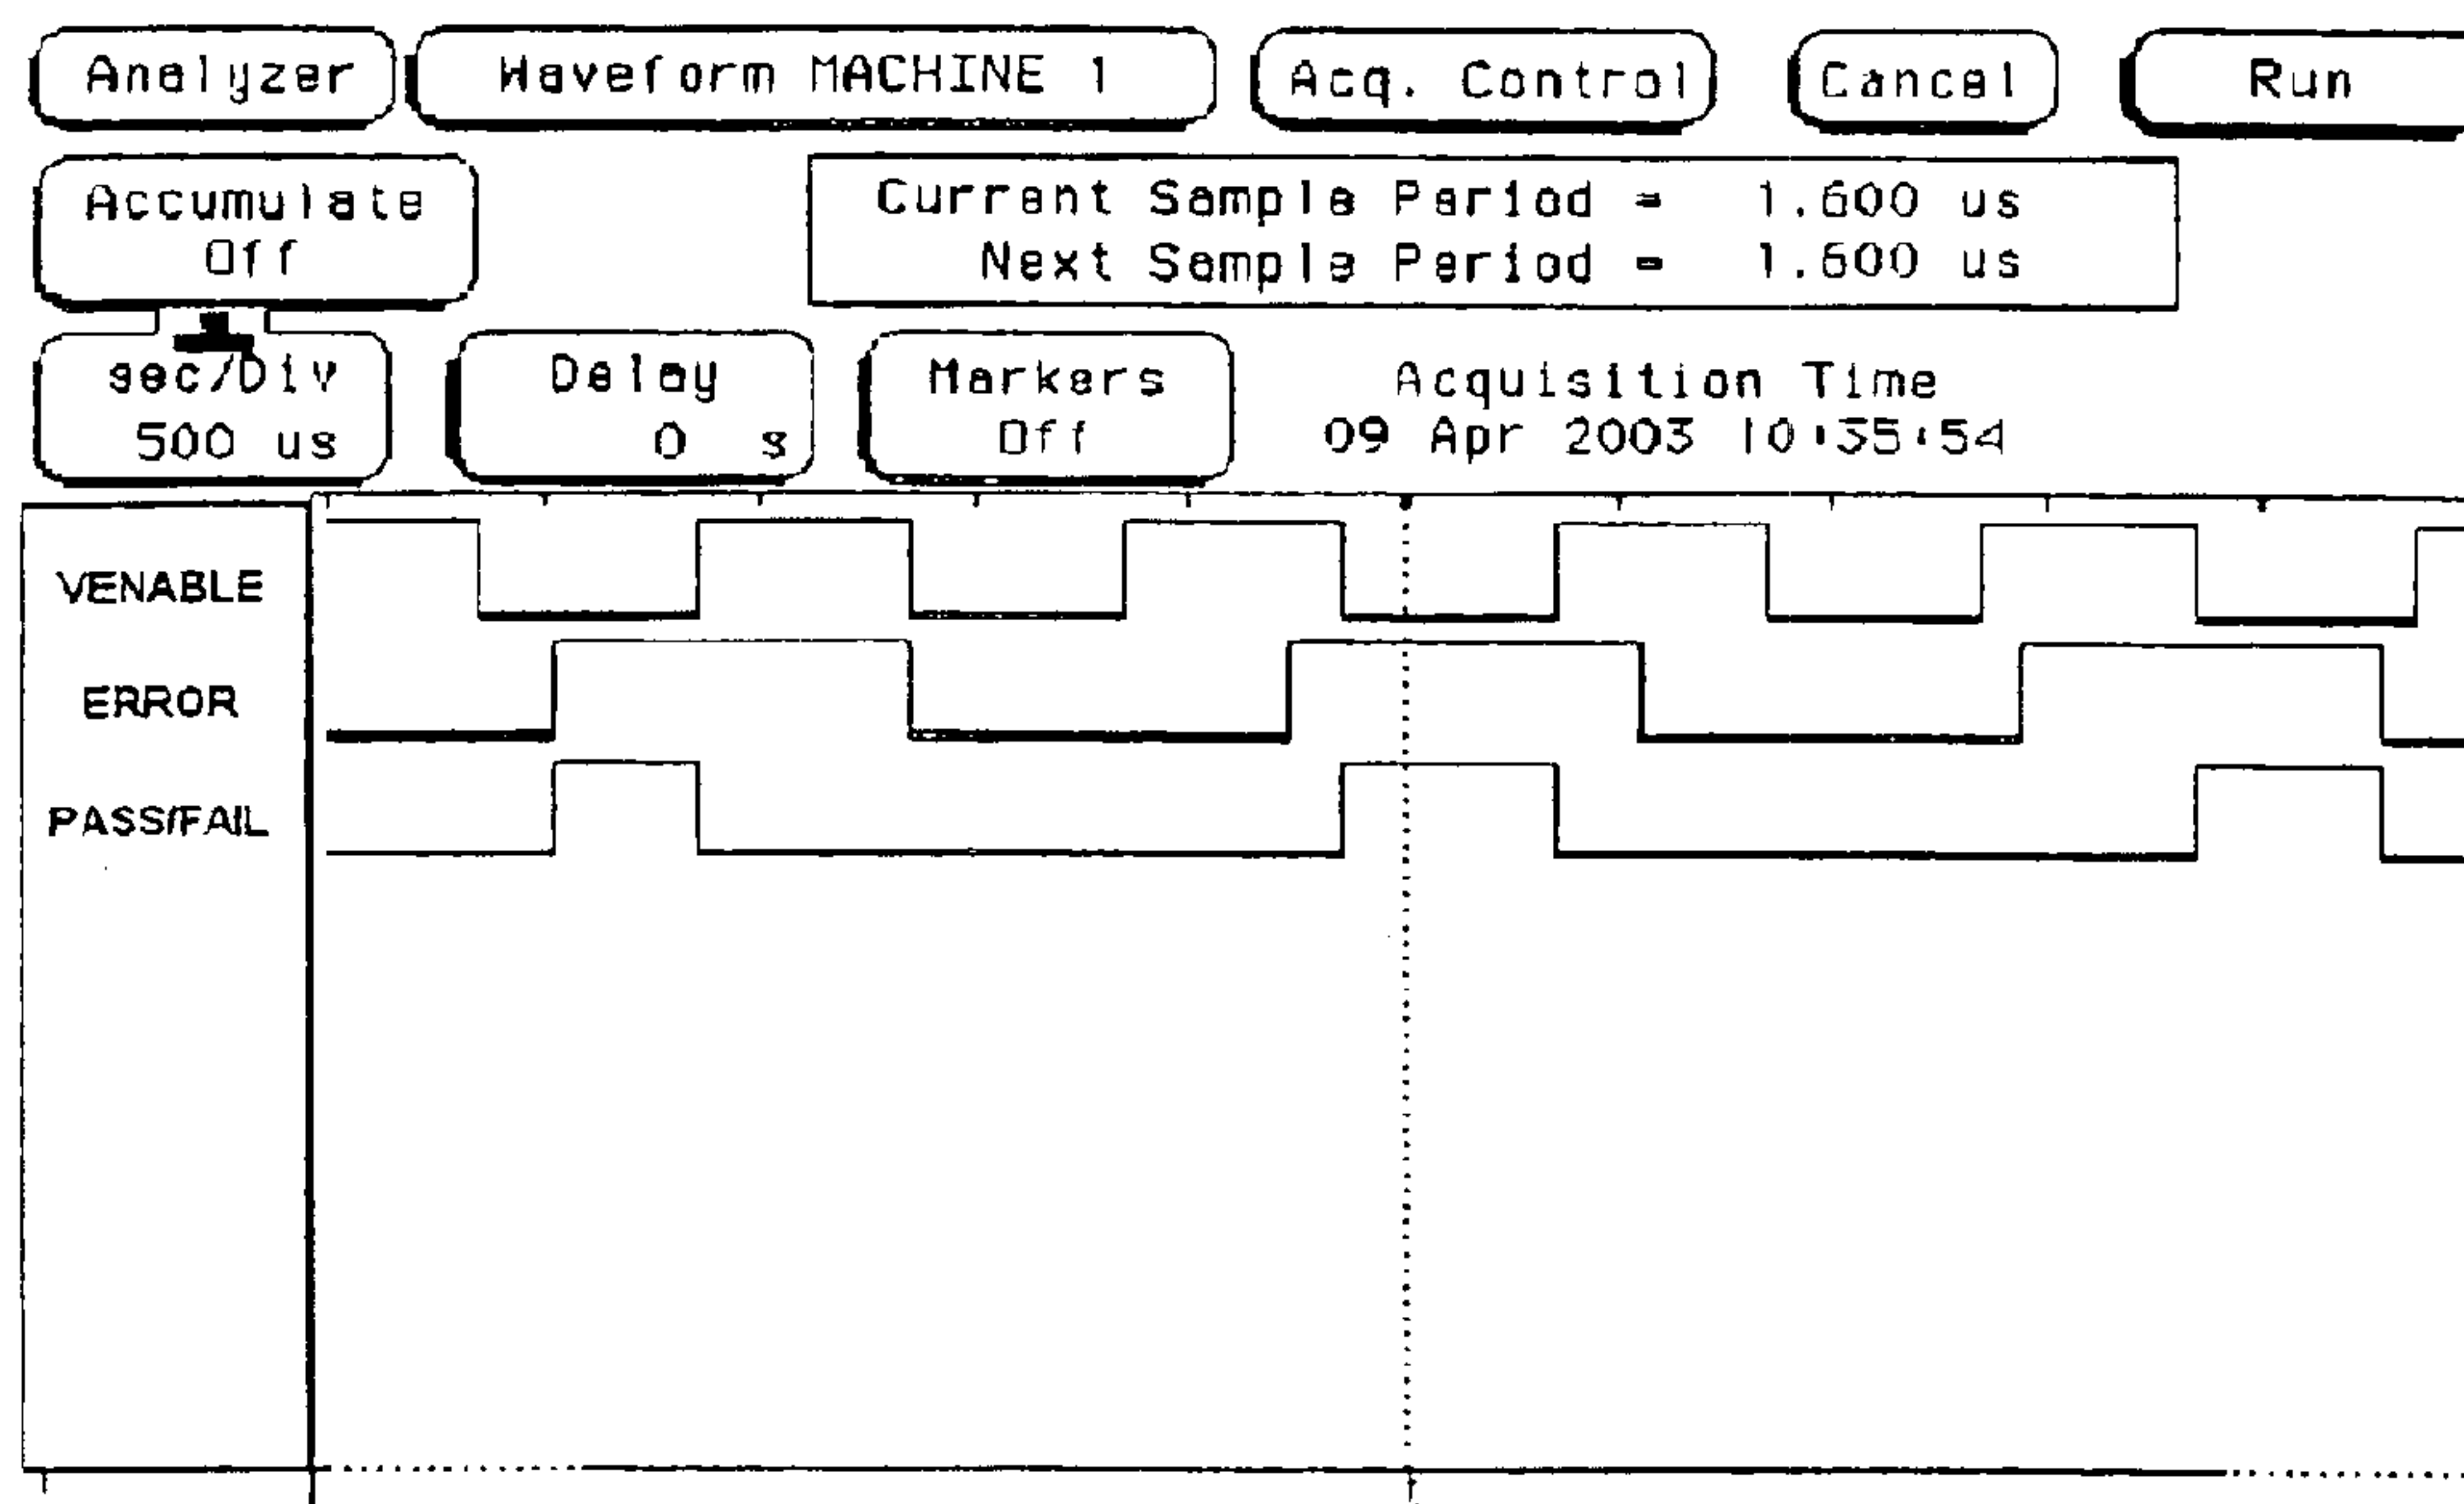 Analyzer Waveform MACHINE 1 Acq. Control Cancel Run
Accumulate
Off
Current Sample Period = 1.600 us
Next Sample Period = 1.600 us
sec/Div
500 us
Delay
0 s
Markers
Off
Acquisition Time
09 Apr 2003 10:35:54
VENABLE
ERROR
PASS/FAIL